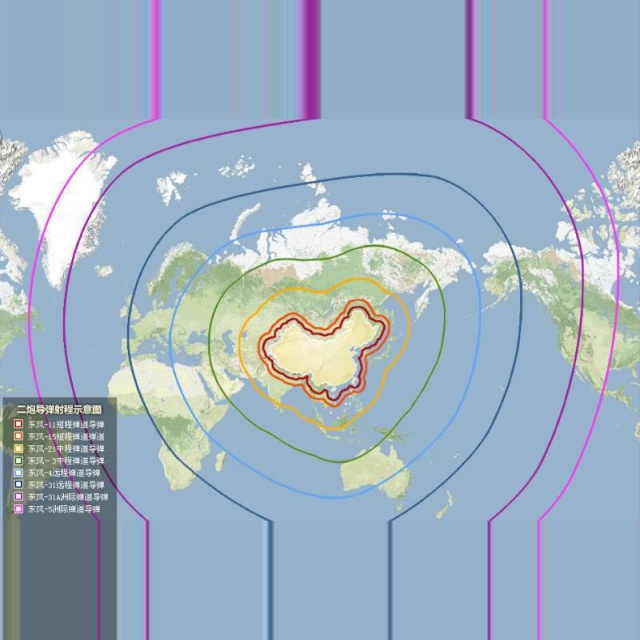 二炮导弹射程示意图
东风-11短程弹道导弹
东风-15短程弹道导弹
东风-21中程弹道导弹
东风-3中程弹道导弹
东风-4远程弹道导弹
东风-31远程弹道导弹
东风-31A洲际弹道导弹
东风-5洲际弹道导弹